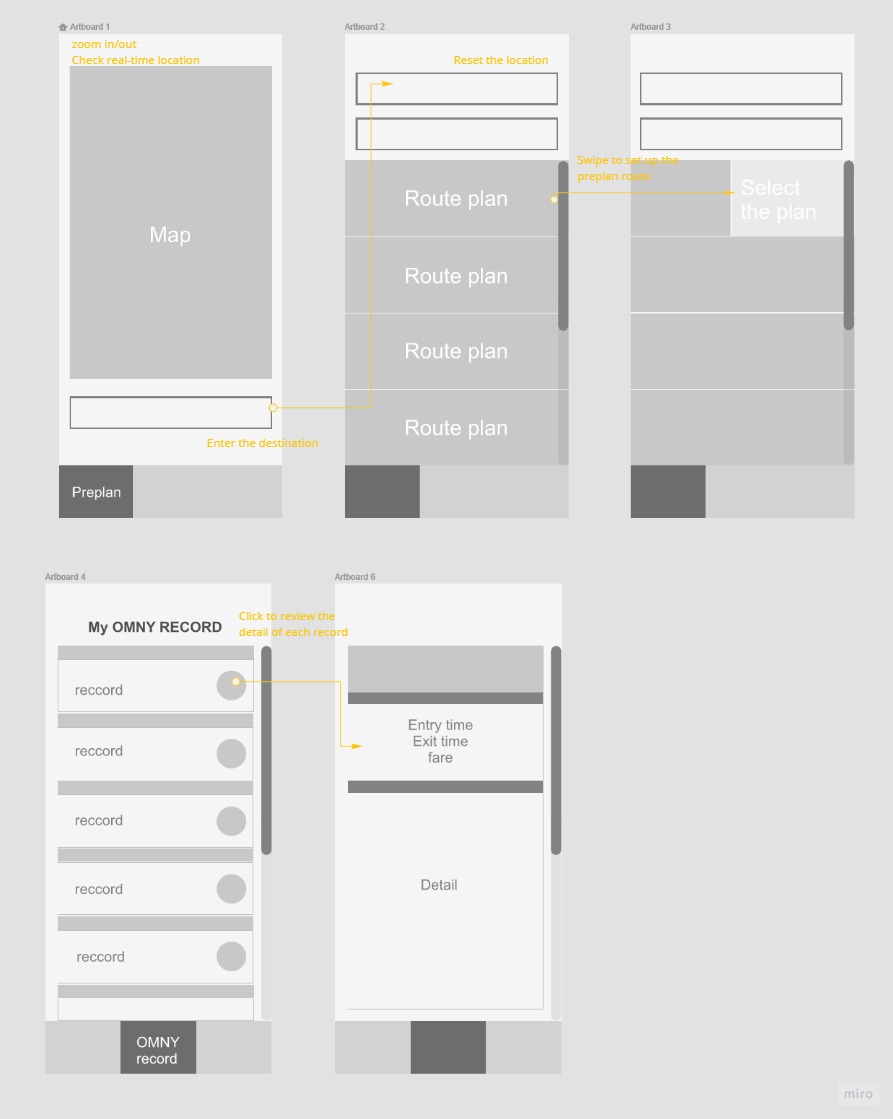 Artboard 1
zoom in/out
Check real-time location
Map
Enter the destination
Preplan
Artboard 2
Reset the location
Route plan
Route plan
Route plan
Route plan
Artboard 3
Swipe to set up the
preplan route
Select
the plan
Artboard 4
My OMNY RECORD
Click to review the
detail of each record
reccord
reccord
reccord
reccord
reccord
OMNY
record
Artboard 6
Entry time
Exit time
fare
Detail
miro